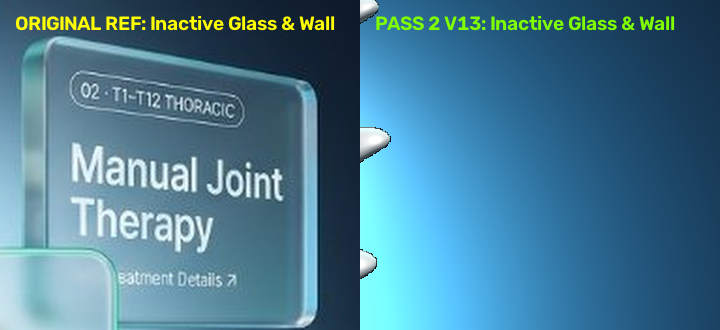 ORIGINAL REF: Inactive Glass & Wall
PASS 2 V13: Inactive Glass & Wall
02 · T1–T12 THORACIC
Manual Joint
Therapy
eatment Details ↗